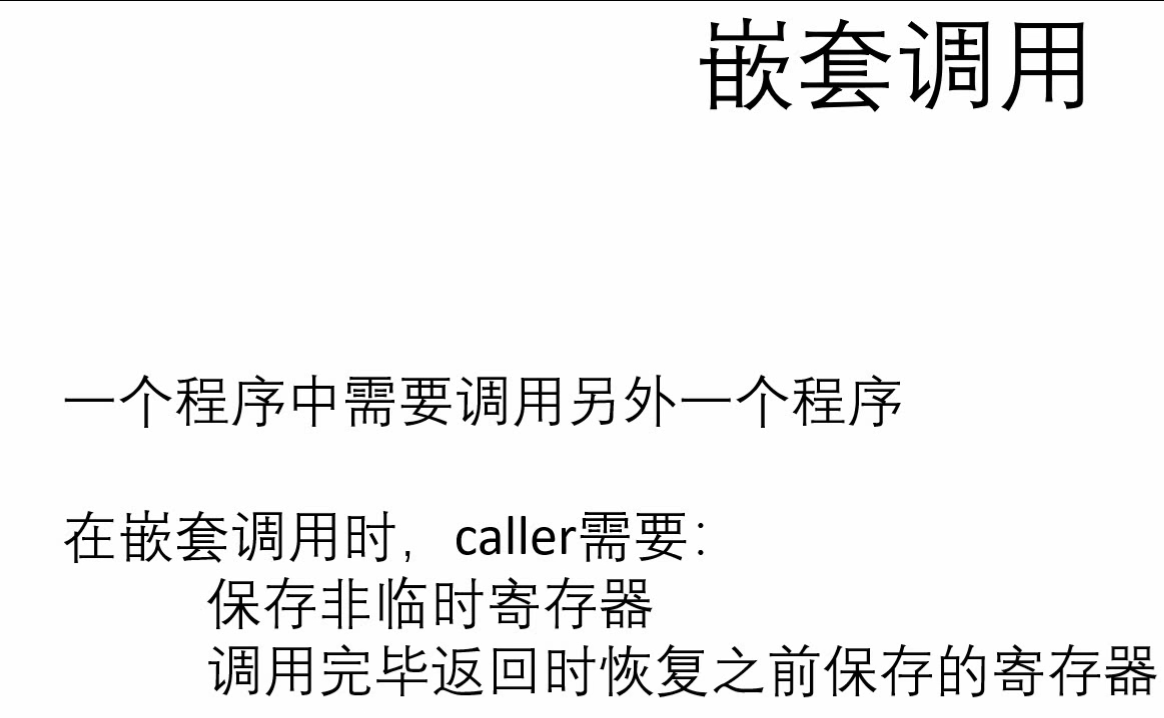 嵌套调用
一个程序中需要调用另外一个程序
在嵌套调用时，caller需要：
保存非临时寄存器
调用完毕返回时恢复之前保存的寄存器